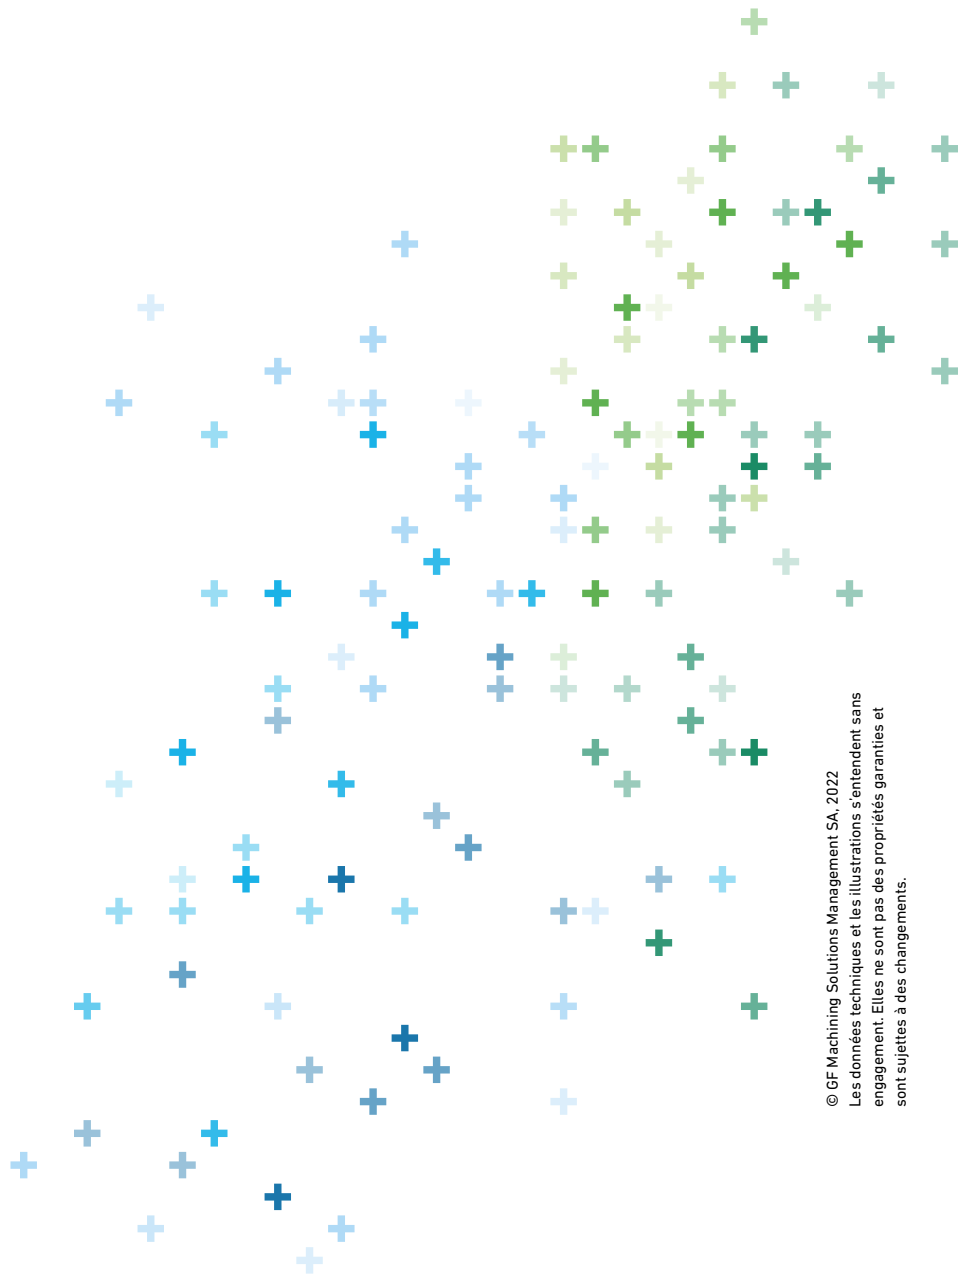 © GF Machining Solutions Management SA, 2022
Les données techniques et les illustrations s'entendent sans
engagement. Elles ne sont pas des propriétés garanties et
sont sujettes à des changements.